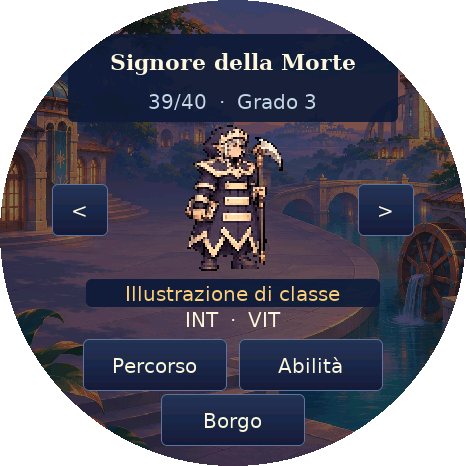 Signore della Morte
39/40 · Grado 3
< >
Illustrazione di classe
INT · VIT
Percorso Abilità
Borgo